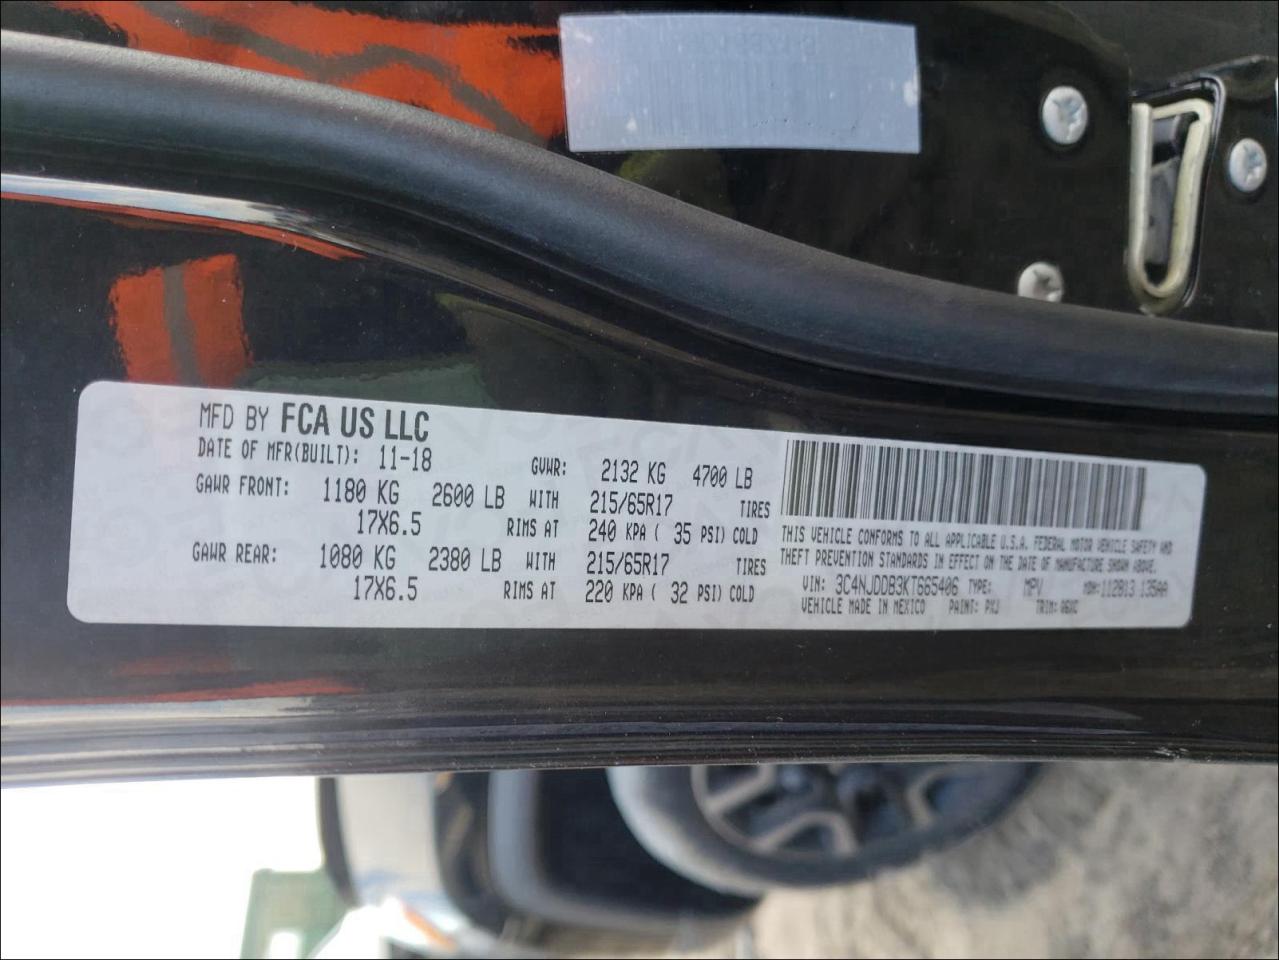 MFD BY FCA US LLC
DATE OF MFR(BUILT): 11-18 GVWR: 2132 KG 4700 LB
GAWR FRONT: 1180 KG 2600 LB WITH 215/65R17 TIRES
17X6.5 RIMS AT 240 KPA ( 35 PSI) COLD
GAWR REAR: 1080 KG 2380 LB WITH 215/65R17 TIRES
17X6.5 RIMS AT 220 KPA ( 32 PSI) COLD
THIS VEHICLE CONFORMS TO ALL APPLICABLE U.S.A. FEDERAL MOTOR VEHICLE SAFETY AND
THEFT PREVENTION STANDARDS IN EFFECT ON THE DATE OF MANUFACTURE SHOWN ABOVE.
VIN: 3C4NJDDB3KT665406 TYPE: MPV MDH: 112813 135AA
VEHICLE MADE IN MEXICO PAINT: PXJ TRIM: